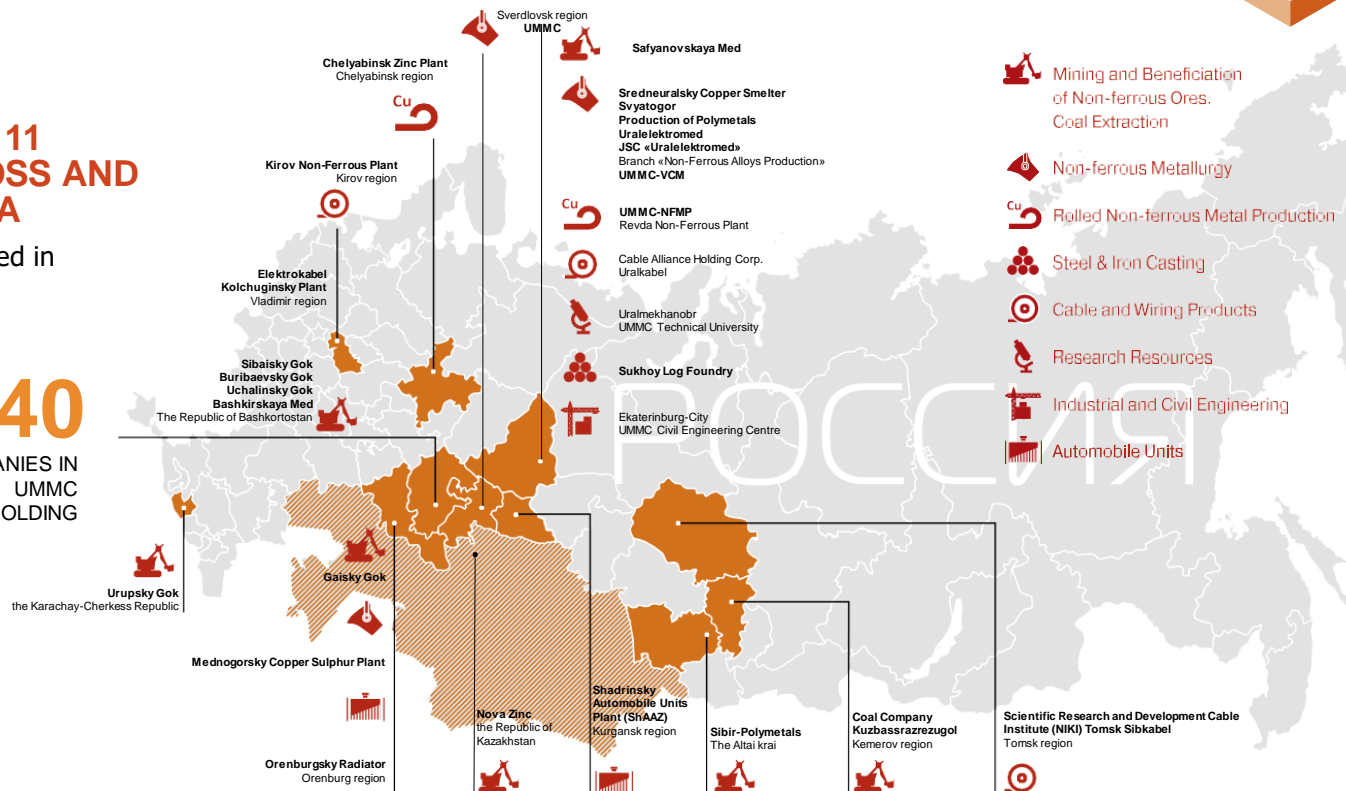 11
OSS AND
A
ed in
40
ANIES IN
UMMC
OLDING
Sverdlovsk region
UMMC
Chelyabinsk Zinc Plant
Chelyabinsk region
Cu
Kirov Non-Ferrous Plant
Kirov region
Elektrokabel
Kolchuginsky Plant
Vladimir region
Sibaisky Gok
Buribaevsky Gok
Uchalinsky Gok
Bashkirskaya Med
The Republic of Bashkortostan
Urupsky Gok
the Karachay-Cherkess Republic
Gaisky Gok
Mednogorsky Copper Sulphur Plant
Orenburgsky Radiator
Orenburg region
Safyanovskaya Med
Sredneuralsky Copper Smelter
Svyatogor
Production of Polymetals
Uralelektromed
JSC «Uralelektromed»
Branch «Non-Ferrous Alloys Production»
UMMC-VCM
Cu
UMMC-NFMP
Revda Non-Ferrous Plant
Cable Alliance Holding Corp.
Uralkabel
Uralmekhanobr
UMMC Technical University
Sukhoy Log Foundry
Ekaterinburg-City
UMMC Civil Engineering Centre
РОССИЯ
Mining and Beneficiation
of Non-ferrous Ores.
Coal Extraction
Non-ferrous Metallurgy
Cu
Rolled Non-ferrous Metal Production
Steel & Iron Casting
Cable and Wiring Products
Research Resources
Industrial and Civil Engineering
Automobile Units
Nova Zinc
the Republic of
Kazakhstan
Shadrinsky
Automobile Units
Plant (ShAAZ)
Kurgansk region
Sibir-Polymetals
The Altai krai
Coal Company
Kuzbassrazrezugol
Kemerov region
Scientific Research and Development Cable
Institute (NIKI) Tomsk Sibkabel
Tomsk region